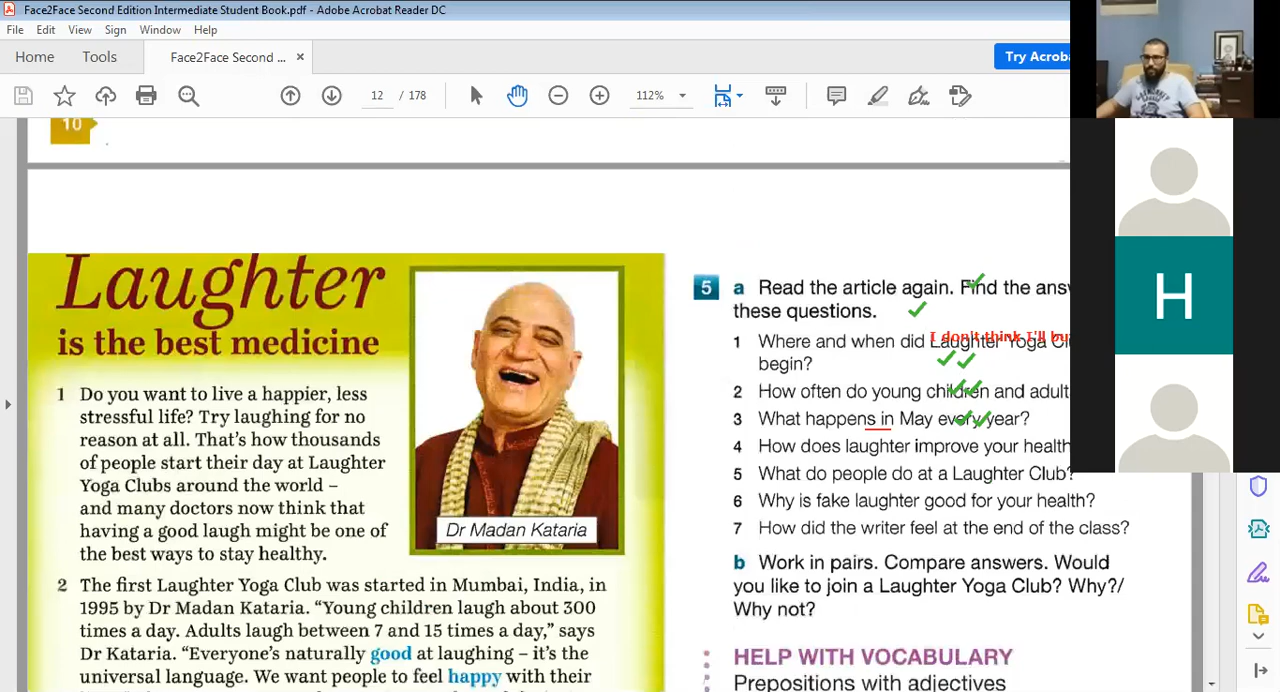 Face2Face Second Edition Intermediate Student Book.pdf - Adobe Acrobat Reader DC
File Edit View Sign Window Help
Home Tools Face2Face Second ... × Try Acroba
12 / 178 112%
10
Laughter
is the best medicine
1 Do you want to live a happier, less
stressful life? Try laughing for no
reason at all. That's how thousands
of people start their day at Laughter
Yoga Clubs around the world –
and many doctors now think that
having a good laugh might be one of
the best ways to stay healthy.
Dr Madan Kataria
2 The first Laughter Yoga Club was started in Mumbai, India, in
1995 by Dr Madan Kataria. "Young children laugh about 300
times a day. Adults laugh between 7 and 15 times a day," says
Dr Kataria. "Everyone's naturally good at laughing – it's the
universal language. We want people to feel happy with their
5 a Read the article again. Find the answ
these questions.
I don't think I'll bu
1 Where and when did Laughter Yoga Cl
begin?
2 How often do young children and adult
3 What happens in May every year?
4 How does laughter improve your health
5 What do people do at a Laughter Club?
6 Why is fake laughter good for your health?
7 How did the writer feel at the end of the class?
b Work in pairs. Compare answers. Would
you like to join a Laughter Yoga Club? Why?/
Why not?
HELP WITH VOCABULARY
Prepositions with adjectives
H